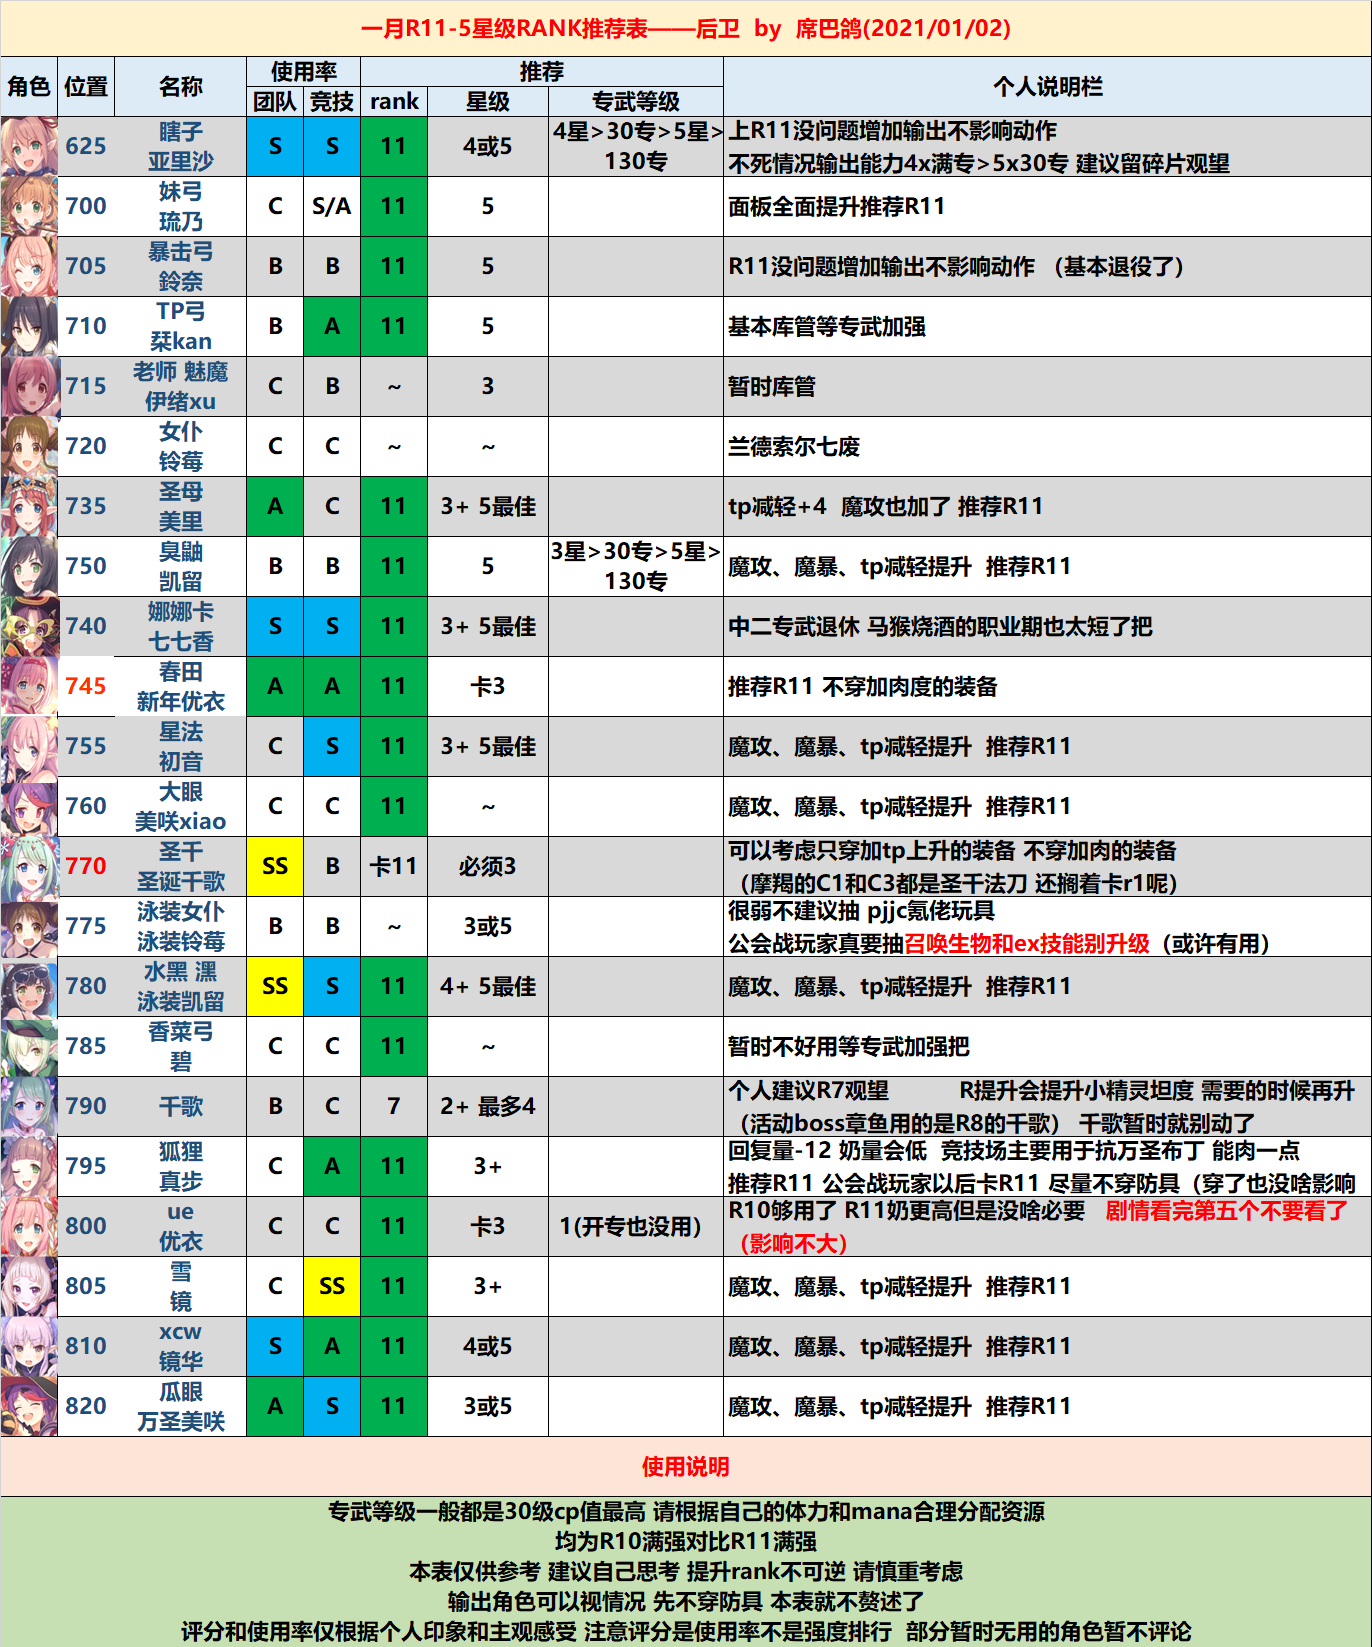 一月R11-5星级RANK推荐表——后卫 by 席巴鸽(2021/01/02)
角色 位置 名称 使用率 推荐 个人说明栏
团队 竞技 rank 星级 专武等级
625 瞎子 亚里沙 S S 11 4或5 4星>30专>5星>130专 上R11没问题增加输出不影响动作
不死情况输出能力4x满专>5x30专 建议留碎片观望
700 妹弓 琉乃 C S/A 11 5 面板全面提升推荐R11
705 暴击弓 鈴奈 B B 11 5 R11没问题增加输出不影响动作 （基本退役了）
710 TP弓 栞kan B A 11 5 基本库管等专武加强
715 老师 魅魔 伊绪xu C B ~ 3 暂时库管
720 女仆 铃莓 C C ~ ~ 兰德索尔七废
735 圣母 美里 A C 11 3+ 5最佳 tp减轻+4 魔攻也加了 推荐R11
750 臭鼬 凯留 B B 11 5 3星>30专>5星>130专 魔攻、魔暴、tp减轻提升 推荐R11
740 娜娜卡 七七香 S S 11 3+ 5最佳 中二专武退休 马猴烧酒的职业期也太短了把
745 春田 新年优衣 A A 11 卡3 推荐R11 不穿加肉度的装备
755 星法 初音 C S 11 3+ 5最佳 魔攻、魔暴、tp减轻提升 推荐R11
760 大眼 美咲xiao C C 11 ~ 魔攻、魔暴、tp减轻提升 推荐R11
770 圣千 圣诞千歌 SS B 卡11 必须3 可以考虑只穿加tp上升的装备 不穿加肉的装备
（摩羯的C1和C3都是圣千法刀 还搁着卡r1呢）
775 泳装女仆 泳装铃莓 B B ~ 3或5 很弱不建议抽 pjjc氪佬玩具
公会战玩家真要抽召唤生物和ex技能别升级（或许有用）
780 水黑 潶 泳装凯留 SS S 11 4+ 5最佳 魔攻、魔暴、tp减轻提升 推荐R11
785 香菜弓 碧 C C 11 ~ 暂时不好用等专武加强把
790 千歌 B C 7 2+ 最多4 个人建议R7观望 R提升会提升小精灵坦度 需要的时候再升
（活动boss章鱼用的是R8的千歌） 千歌暂时就别动了
795 狐狸 真步 C A 11 3+ 回复量-12 奶量会低 竞技场主要用于抗万圣布丁 能肉一点
推荐R11 公会战玩家以后卡R11 尽量不穿防具（穿了也没啥影响
800 ue 优衣 C C 11 卡3 1(开专也没用） R10够用了 R11奶更高但是没啥必要 剧情看完第五个不要看了
（影响不大）
805 雪 镜 C SS 11 3+ 魔攻、魔暴、tp减轻提升 推荐R11
810 xcw 镜华 S A 11 4或5 魔攻、魔暴、tp减轻提升 推荐R11
820 瓜眼 万圣美咲 A S 11 3或5 魔攻、魔暴、tp减轻提升 推荐R11
使用说明
专武等级一般都是30级cp值最高 请根据自己的体力和mana合理分配资源
均为R10满强对比R11满强
本表仅供参考 建议自己思考 提升rank不可逆 请慎重考虑
输出角色可以视情况 先不穿防具 本表就不赘述了
评分和使用率仅根据个人印象和主观感受 注意评分是使用率不是强度排行 部分暂时无用的角色暂不评论